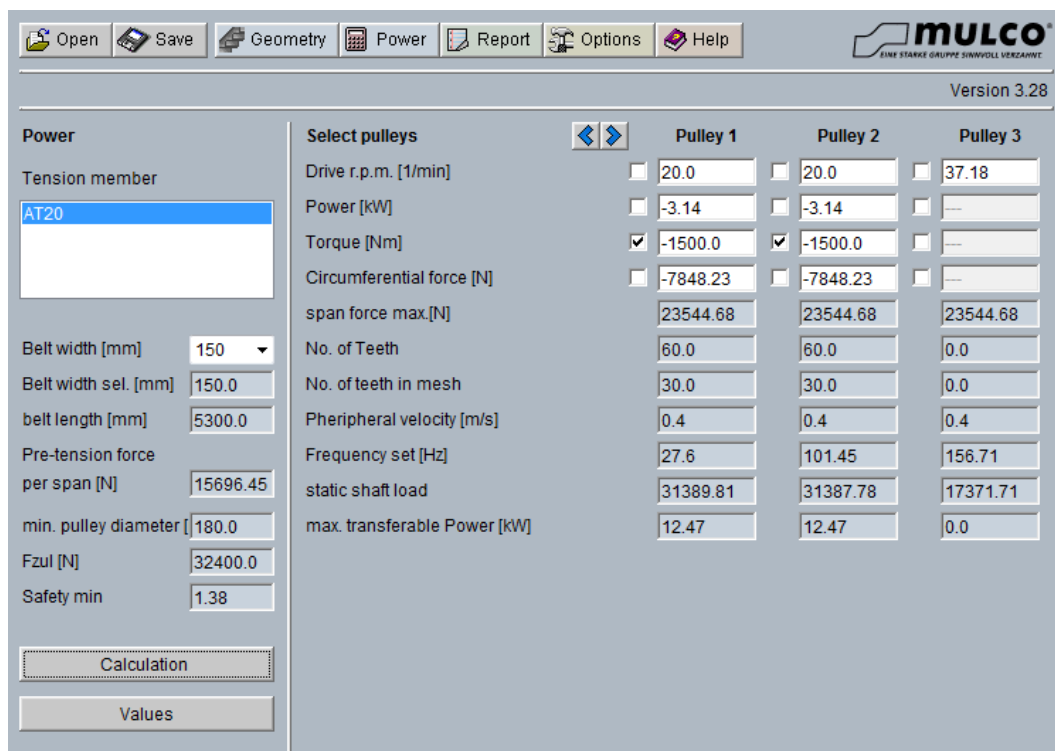 Open Save Geometry Power Report Options Help MULCO
EINE STARKE GRUPPE SINNVOLL VERZAHNT.
Version 3.28
Power
Tension member
AT20
Belt width [mm] 150
Belt width sel. [mm] 150.0
belt length [mm] 5300.0
Pre-tension force
per span [N] 15696.45
min. pulley diameter [ 180.0
Fzul [N] 32400.0
Safety min 1.38
Calculation
Values
Select pulleys Pulley 1 Pulley 2 Pulley 3
Drive r.p.m. [1/min] 20.0 20.0 37.18
Power [kW] -3.14 -3.14 ---
Torque [Nm] -1500.0 -1500.0 ---
Circumferential force [N] -7848.23 -7848.23 ---
span force max.[N] 23544.68 23544.68 23544.68
No. of Teeth 60.0 60.0 0.0
No. of teeth in mesh 30.0 30.0 0.0
Pheripheral velocity [m/s] 0.4 0.4 0.4
Frequency set [Hz] 27.6 101.45 156.71
static shaft load 31389.81 31387.78 17371.71
max. transferable Power [kW] 12.47 12.47 0.0